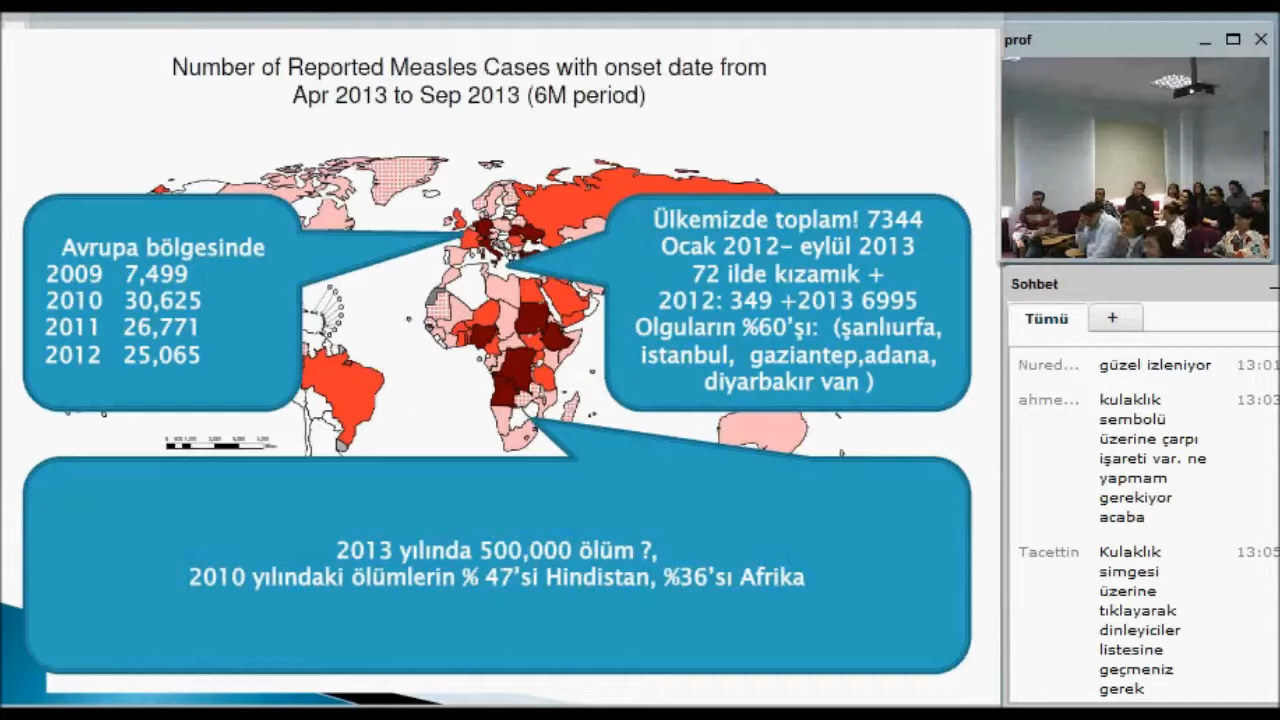 Number of Reported Measles Cases with onset date from
Apr 2013 to Sep 2013 (6M period)
Avrupa bölgesinde
2009 7,499
2010 30,625
2011 26,771
2012 25,065
Ülkemizde toplam! 7344
Ocak 2012– eylül 2013
72 ilde kızamık +
2012: 349 +2013 6995
Olguların %60’şı: (şanlıurfa,
istanbul, gaziantep,adana,
diyarbakır van )
2013 yılında 500,000 ölüm ?,
2010 yılındaki ölümlerin % 47’si Hindistan, %36’sı Afrika
prof
Sohbet
Tümü +
Nured... güzel izleniyor 13:01
ahme... kulaklık 13:03
sembolü
üzerine çarpı
işareti var. ne
yapmam
gerekiyor
acaba
Tacettin Kulaklık 13:05
simgesi
üzerine
tıklayarak
dinleyiciler
listesine
geçmeniz
gerek